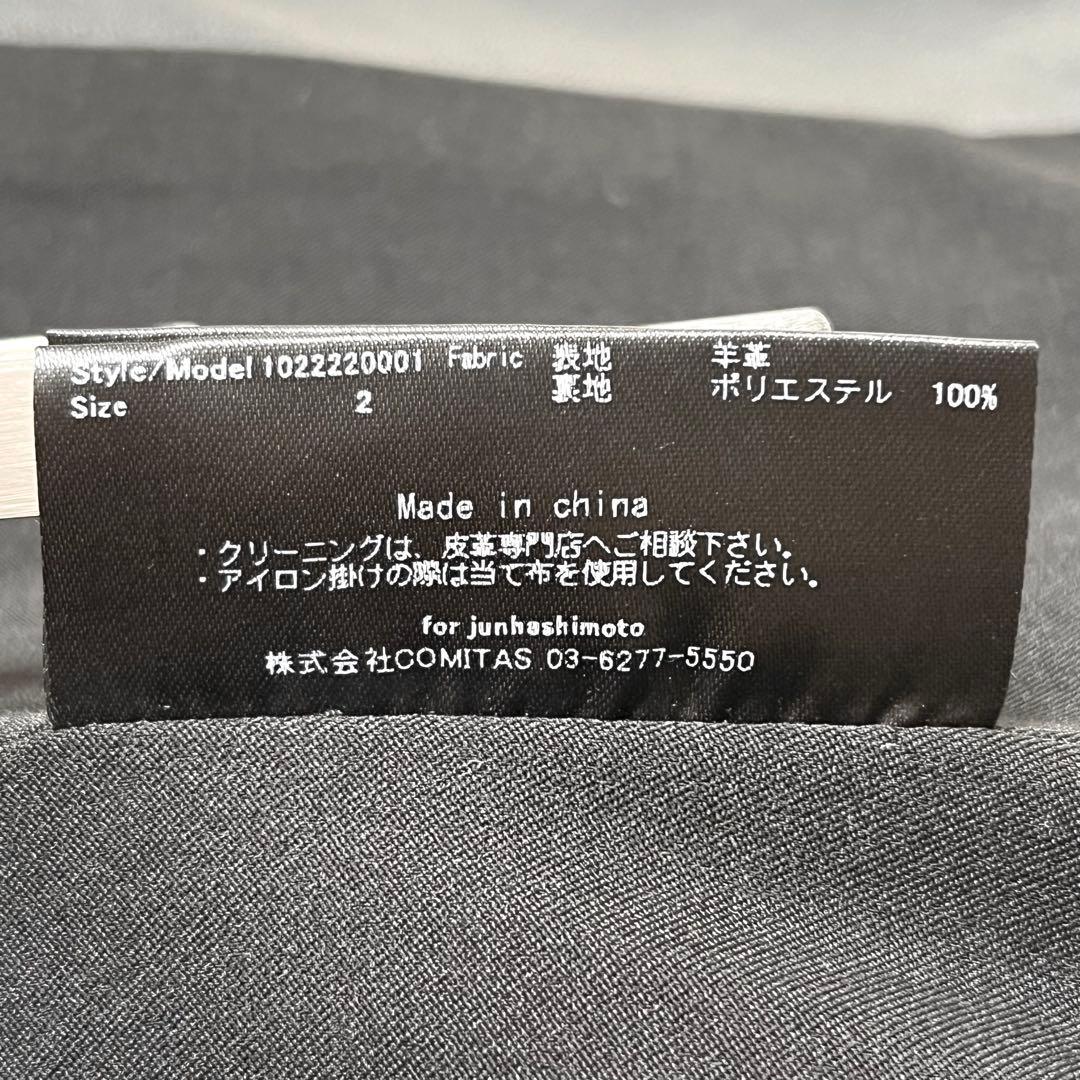 Style/Model 1022220001 Fabric 表地 羊革
Size 2 裏地 ポリエステル 100%
Made in china
・クリーニングは、皮革専門店へご相談下さい。
・アイロン掛けの際は当て布を使用してください。
for junhashimoto
株式会社COMITAS 03-6277-5550